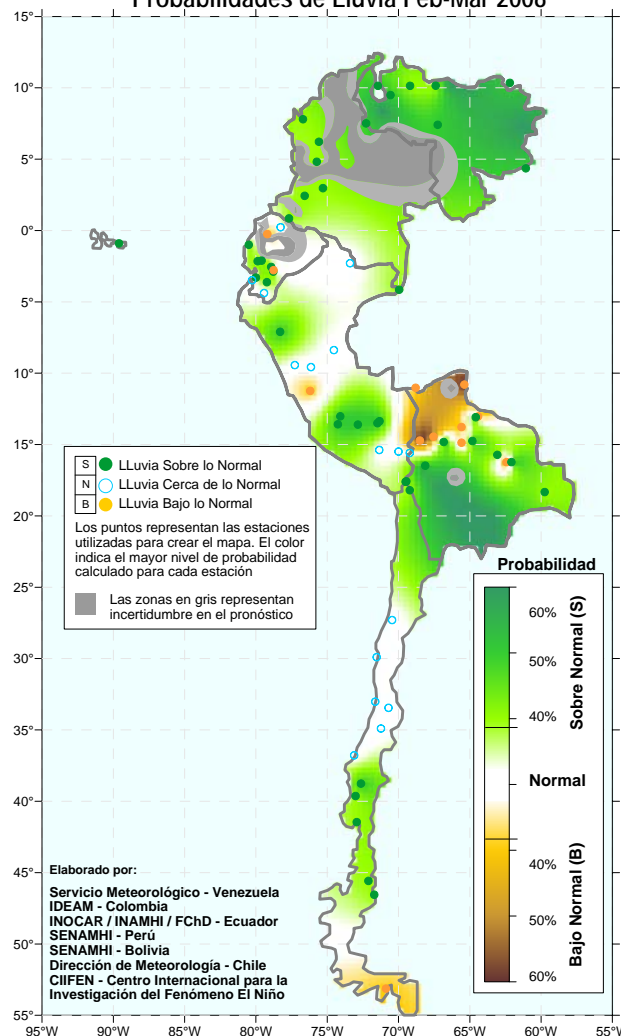 Probabilidades de Lluvia Feb-Mar 2006
15°
10°
5°
0°
5°
10°
15°
20°
25°
30°
35°
40°
45°
50°
55°
S LLuvia Sobre lo Normal
N LLuvia Cerca de lo Normal
B LLuvia Bajo lo Normal
Los puntos representan las estaciones
utilizadas para crear el mapa. El color
indica el mayor nivel de probabilidad
calculado para cada estación
Las zonas en gris representan
incertidumbre en el pronóstico
Probabilidad
60%
50%
40%
Sobre Normal (S)
Normal
40%
50%
60%
Bajo Normal (B)
Elaborado por:
Servicio Meteorológico - Venezuela
IDEAM - Colombia
INOCAR / INAMHI / FChD - Ecuador
SENAMHI - Perú
SENAMHI - Bolivia
Dirección de Meteorología - Chile
CIIFEN - Centro Internacional para la
Investigación del Fenómeno El Niño
95°W 90°W 85°W 80°W 75°W 70°W 65°W 60°W 55°W